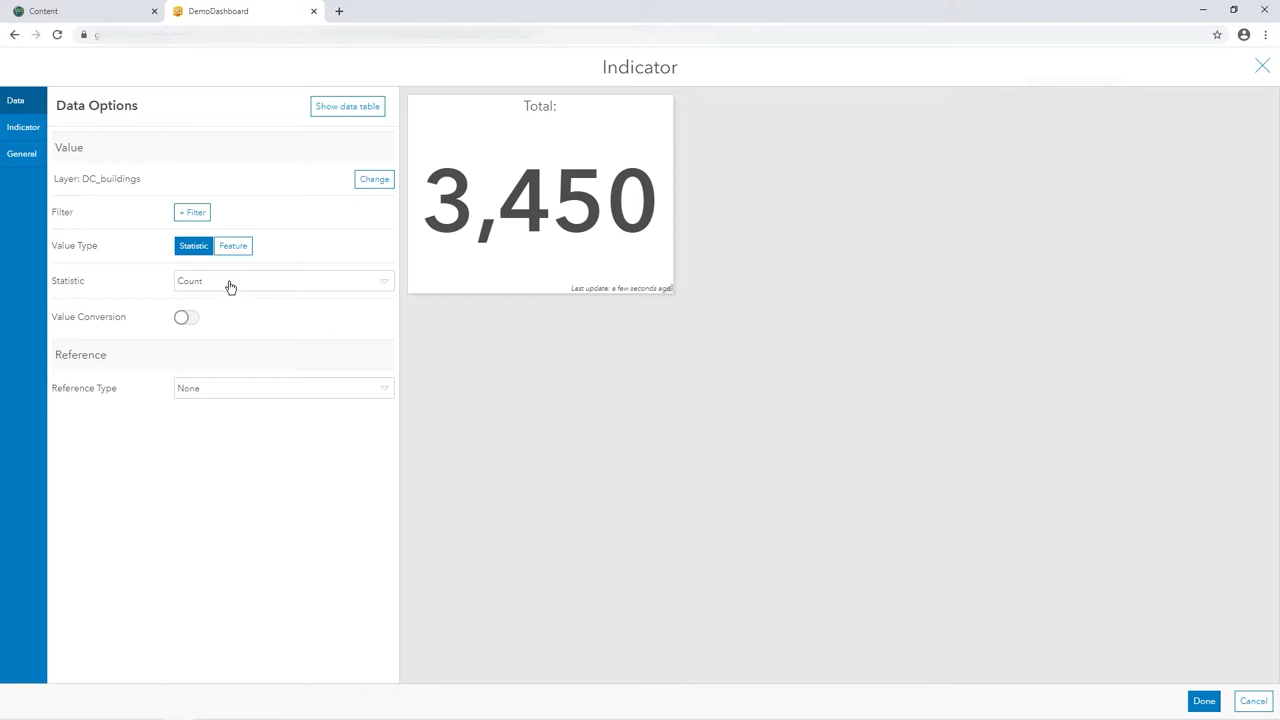 Content
DemoDashboard
Indicator
Data
Indicator
General
Data Options
Show data table
Value
Layer: DC_buildings
Change
Filter
+ Filter
Value Type
Statistic
Feature
Statistic
Count
Value Conversion
Reference
Reference Type
None
Total:
3,450
Last update: a few seconds ago
Done
Cancel